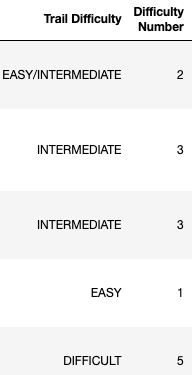 Trail Difficulty Difficulty
Number
EASY/INTERMEDIATE 2
INTERMEDIATE 3
INTERMEDIATE 3
EASY 1
DIFFICULT 5